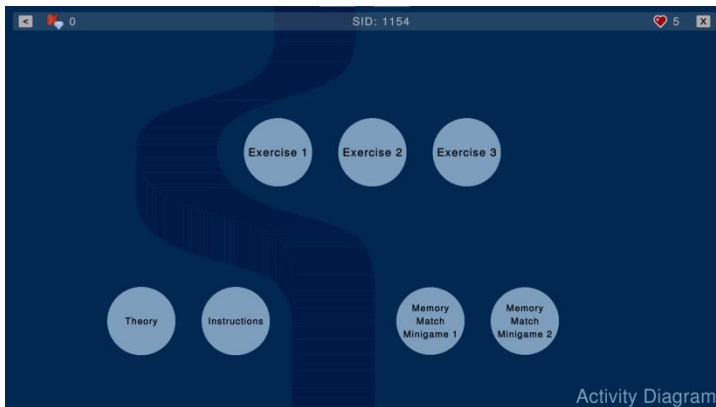 <
0
SID: 1154
5
X
Exercise 1
Exercise 2
Exercise 3
Theory
Instructions
Memory
Match
Minigame 1
Memory
Match
Minigame 2
Activity Diagram